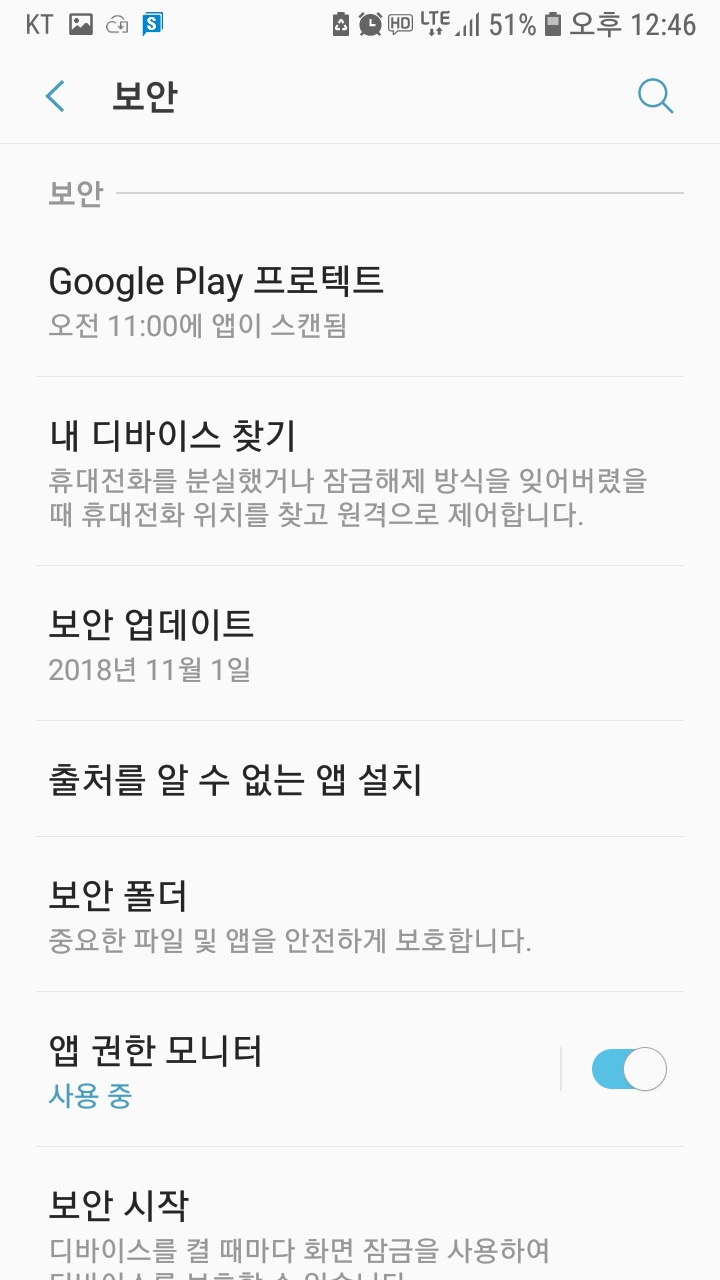 KT HD LTE 51% 오후 12:46
보안
보안
Google Play 프로텍트
오전 11:00에 앱이 스캔됨
내 디바이스 찾기
휴대전화를 분실했거나 잠금해제 방식을 잊어버렸을
때 휴대전화 위치를 찾고 원격으로 제어합니다.
보안 업데이트
2018년 11월 1일
출처를 알 수 없는 앱 설치
보안 폴더
중요한 파일 및 앱을 안전하게 보호합니다.
앱 권한 모니터
사용 중
보안 시작
디바이스를 켤 때마다 화면 잠금을 사용하여